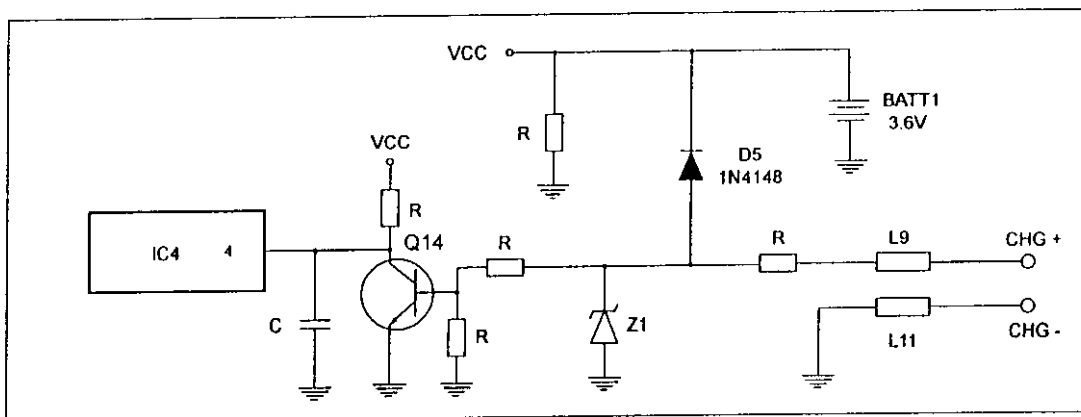 VCC
BATT1
3.6V
R
VCC
D5
1N4148
R
Q14
IC4 4
R
R
L9
CHG +
C
R
Z1
L11
CHG -